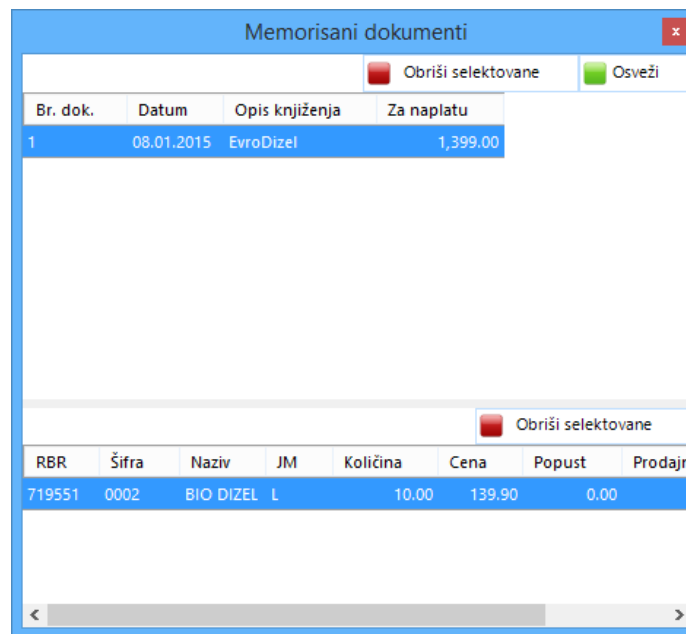 Memorisani dokumenti
x
Obriši selektovane Osveži
Br. dok. Datum Opis knjiženja Za naplatu
1 08.01.2015 EvroDizel 1,399.00
Obriši selektovane
RBR Šifra Naziv JM Količina Cena Popust Prodajn
719551 0002 BIO DIZEL L 10.00 139.90 0.00